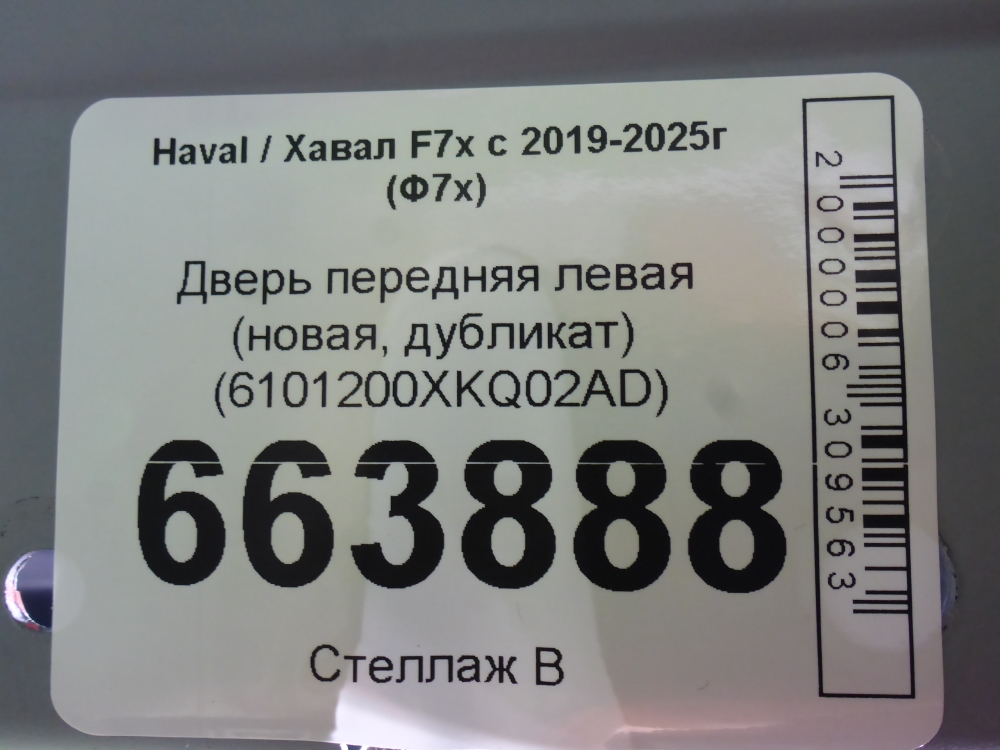 Haval / Хавал F7x с 2019-2025г
(Ф7х)
Дверь передняя левая
(новая, дубликат)
(6101200XKQ02AD)
663888
Стеллаж В
2000006309563